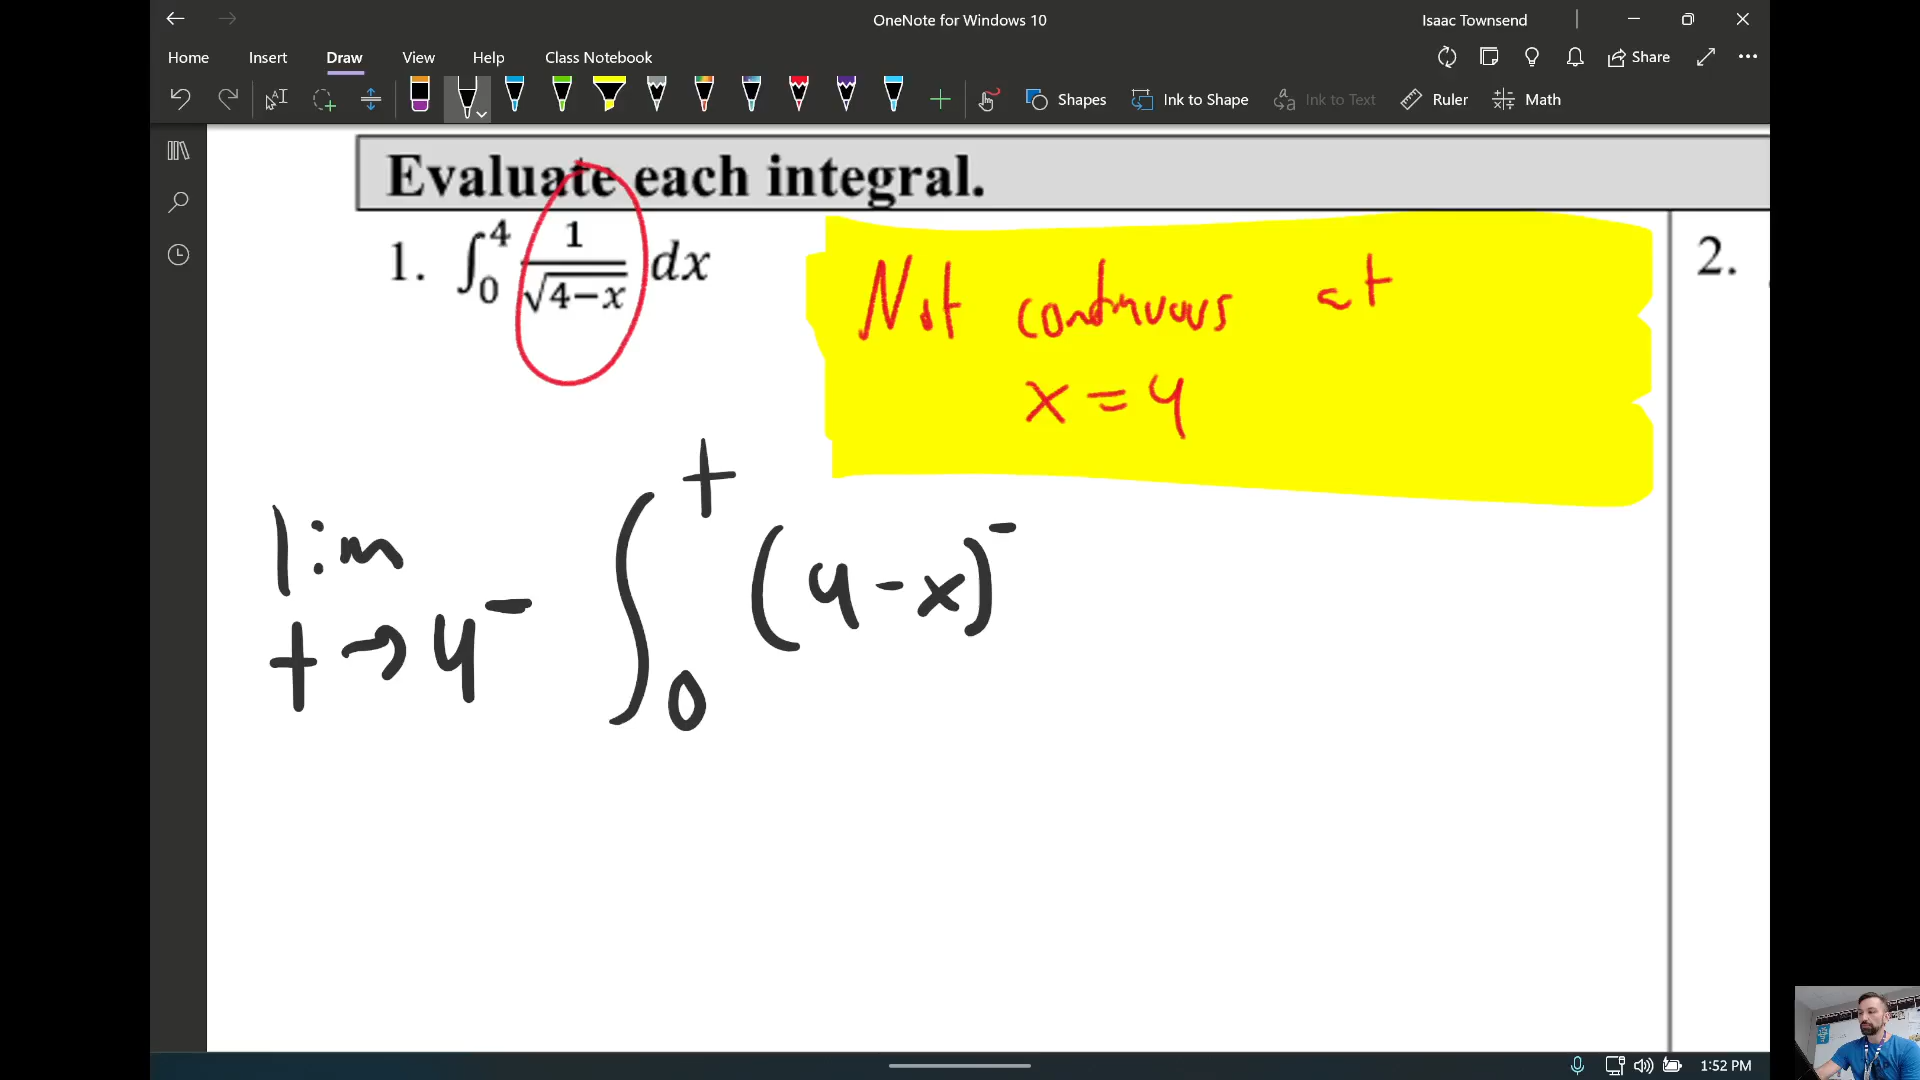 OneNote for Windows 10
Isaac Townsend
Home Insert Draw View Help Class Notebook
Share
Shapes Ink to Shape Ink to Text Ruler Math
Evaluate each integral.
1. ∫₀⁴ 1/√(4−x) dx
Not continuous at
x = 4
2.
lim t→4⁻ ∫₀ᵗ (4-x)⁻
1:52 PM